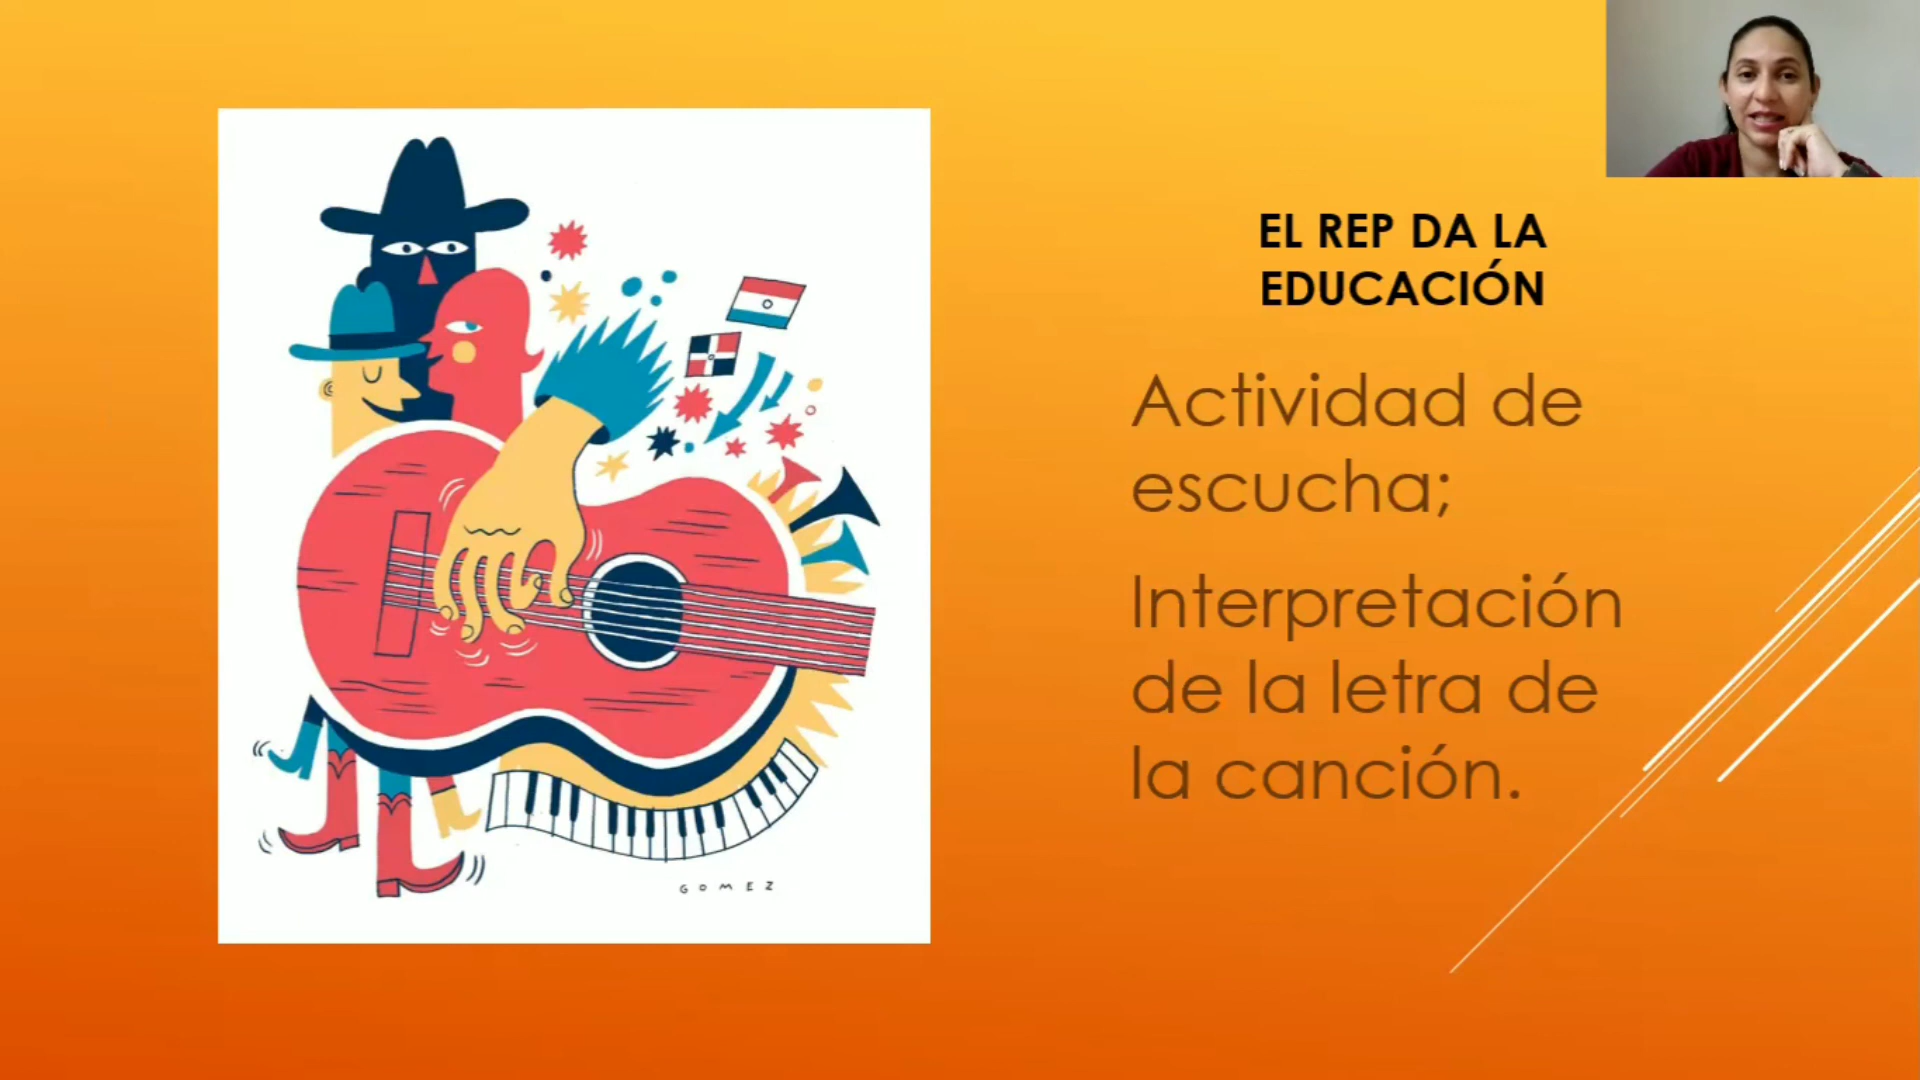 EL REP DA LA
EDUCACIÓN
Actividad de
escucha;
Interpretación
de la letra de
la canción.
GOMEZ